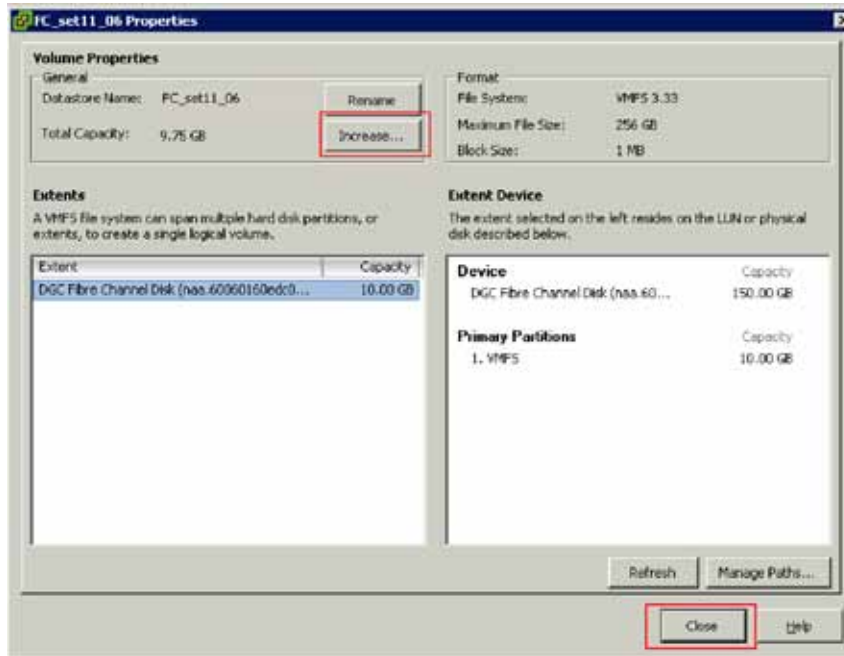 FC_set11_06 Properties
Volume Properties
General
Datastore Name: FC_set11_06
Rename
Total Capacity: 9.75 GB
Increase...
Format
File System: VMFS 3.33
Maximum File Size: 256 GB
Block Size: 1 MB
Extents
A VMFS file system can span multiple hard disk partitions, or
extents, to create a single logical volume.
Extent Capacity
DGC Fibre Channel Disk (naa.60060160edc0... 10.00 GB
Extent Device
The extent selected on the left resides on the LUN or physical
disk described below.
Device Capacity
DGC Fibre Channel Disk (naa.60... 150.00 GB
Primary Partitions Capacity
1. VMFS 10.00 GB
Refresh Manage Paths...
Close Help